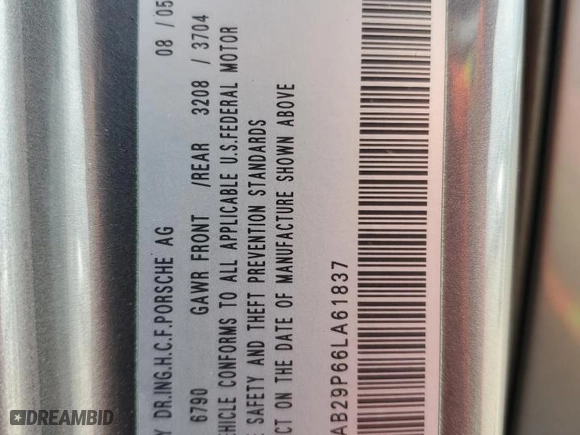 Y DR.ING.H.C.F.PORSCHE AG 08 / 05
6790 GAWR FRONT /REAR 3208 / 3704
EHICLE CONFORMS TO ALL APPLICABLE U.S.FEDERAL MOTOR
E SAFETY AND THEFT PREVENTION STANDARDS
CT ON THE DATE OF MANUFACTURE SHOWN ABOVE
AB29P66LA61837
DREAMBID